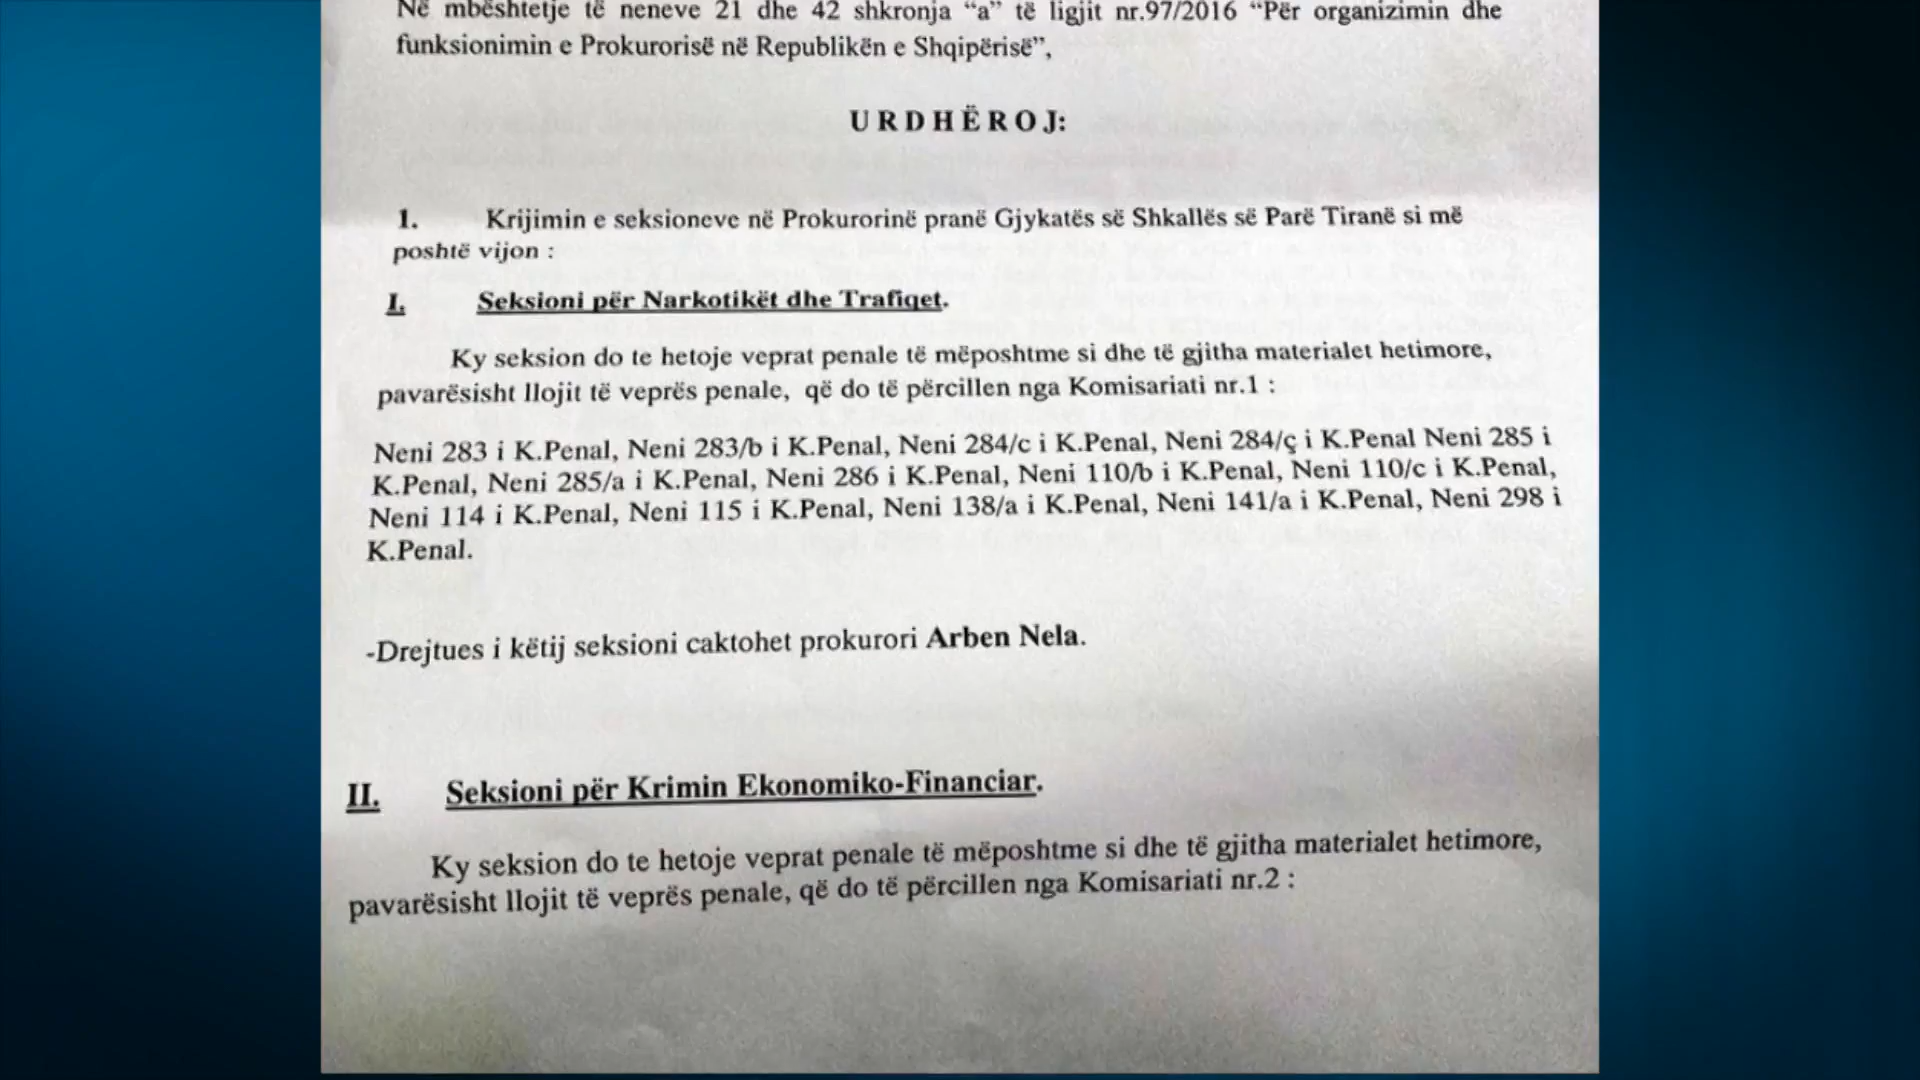 Në mbështetje të neneve 21 dhe 42 shkronja “a” të ligjit nr.97/2016 “Për organizimin dhe
funksionimin e Prokurorisë në Republikën e Shqipërisë”,
URDHËROJ:
1. Krijimin e seksioneve në Prokurorinë pranë Gjykatës së Shkallës së Parë Tiranë si më
poshtë vijon :
I. Seksioni për Narkotikët dhe Trafiqet.
Ky seksion do te hetoje veprat penale të mëposhtme si dhe të gjitha materialet hetimore,
pavarësisht llojit të veprës penale, që do të përcillen nga Komisariati nr.1 :
Neni 283 i K.Penal, Neni 283/b i K.Penal, Neni 284/c i K.Penal, Neni 284/ç i K.Penal Neni 285 i
K.Penal, Neni 285/a i K.Penal, Neni 286 i K.Penal, Neni 110/b i K.Penal, Neni 110/c i K.Penal,
Neni 114 i K.Penal, Neni 115 i K.Penal, Neni 138/a i K.Penal, Neni 141/a i K.Penal, Neni 298 i
K.Penal.
-Drejtues i këtij seksioni caktohet prokurori Arben Nela.
II. Seksioni për Krimin Ekonomiko-Financiar.
Ky seksion do te hetoje veprat penale të mëposhtme si dhe të gjitha materialet hetimore,
pavarësisht llojit të veprës penale, që do të përcillen nga Komisariati nr.2 :